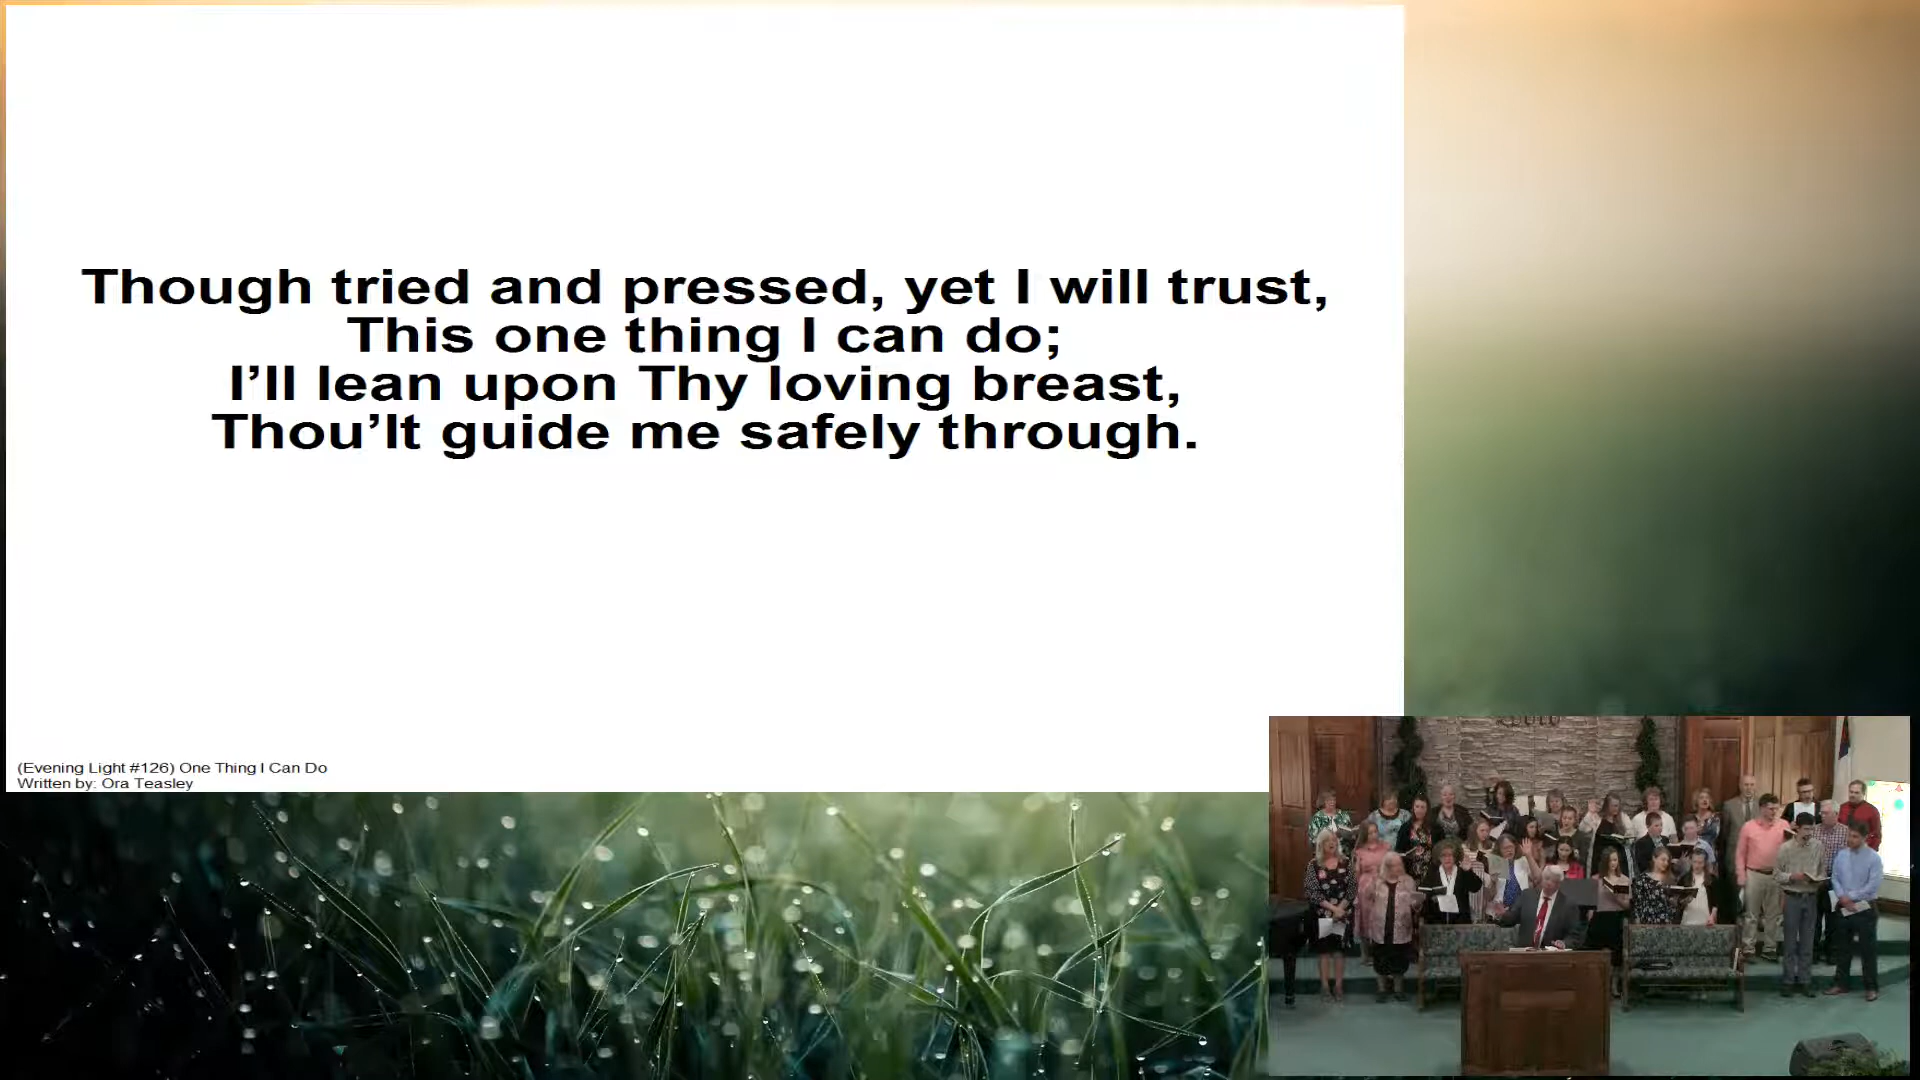 Though tried and pressed, yet I will trust,
This one thing I can do;
I’ll lean upon Thy loving breast,
Thou’lt guide me safely through.
(Evening Light #126) One Thing I Can Do
Written by: Ora Teasley